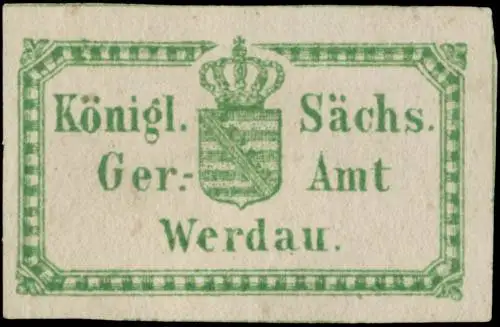 Königl. Sächs.
Ger.- Amt
Werdau.